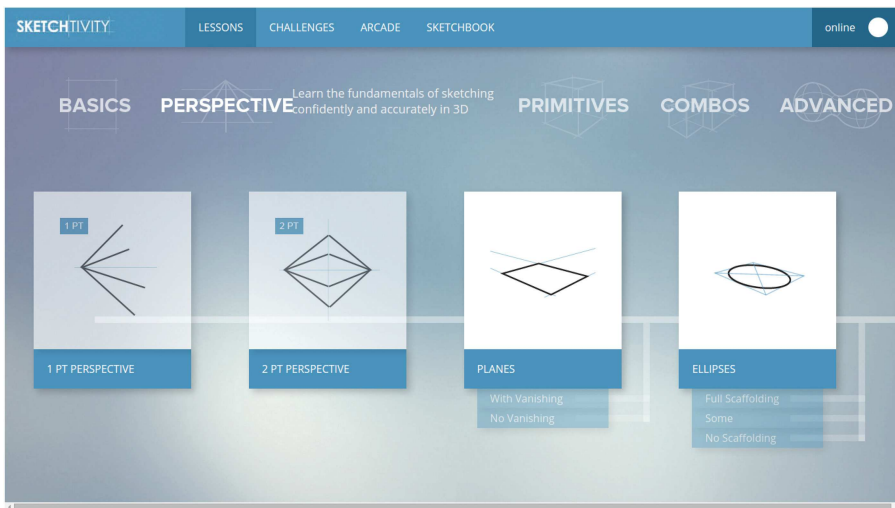 SKETCHTIVITY
LESSONS
CHALLENGES
ARCADE
SKETCHBOOK
online
BASICS
PERSPECTIVE
Learn the fundamentals of sketching
confidently and accurately in 3D
PRIMITIVES
COMBOS
ADVANCED
1 PT
2 PT
1 PT PERSPECTIVE
2 PT PERSPECTIVE
PLANES
ELLIPSES
With Vanishing
No Vanishing
Full Scaffolding
Some
No Scaffolding